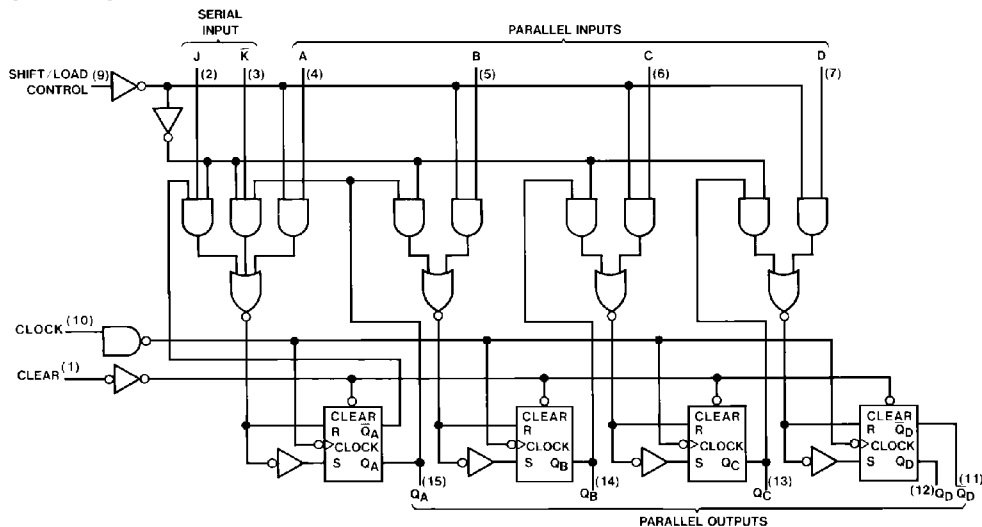 SERIAL
INPUT
PARALLEL INPUTS
J K̅ A B C D
SHIFT/LOAD (9) (2) (3) (4) (5) (6) (7)
CONTROL
CLOCK (10)
CLEAR (1)
CLEAR CLEAR CLEAR CLEAR
R Q̅A R R R Q̅D
CLOCK CLOCK CLOCK CLOCK
S QA S QB S QC S QD
(15) (14) (13) (12) (11)
QA QB QC QD Q̅D
PARALLEL OUTPUTS